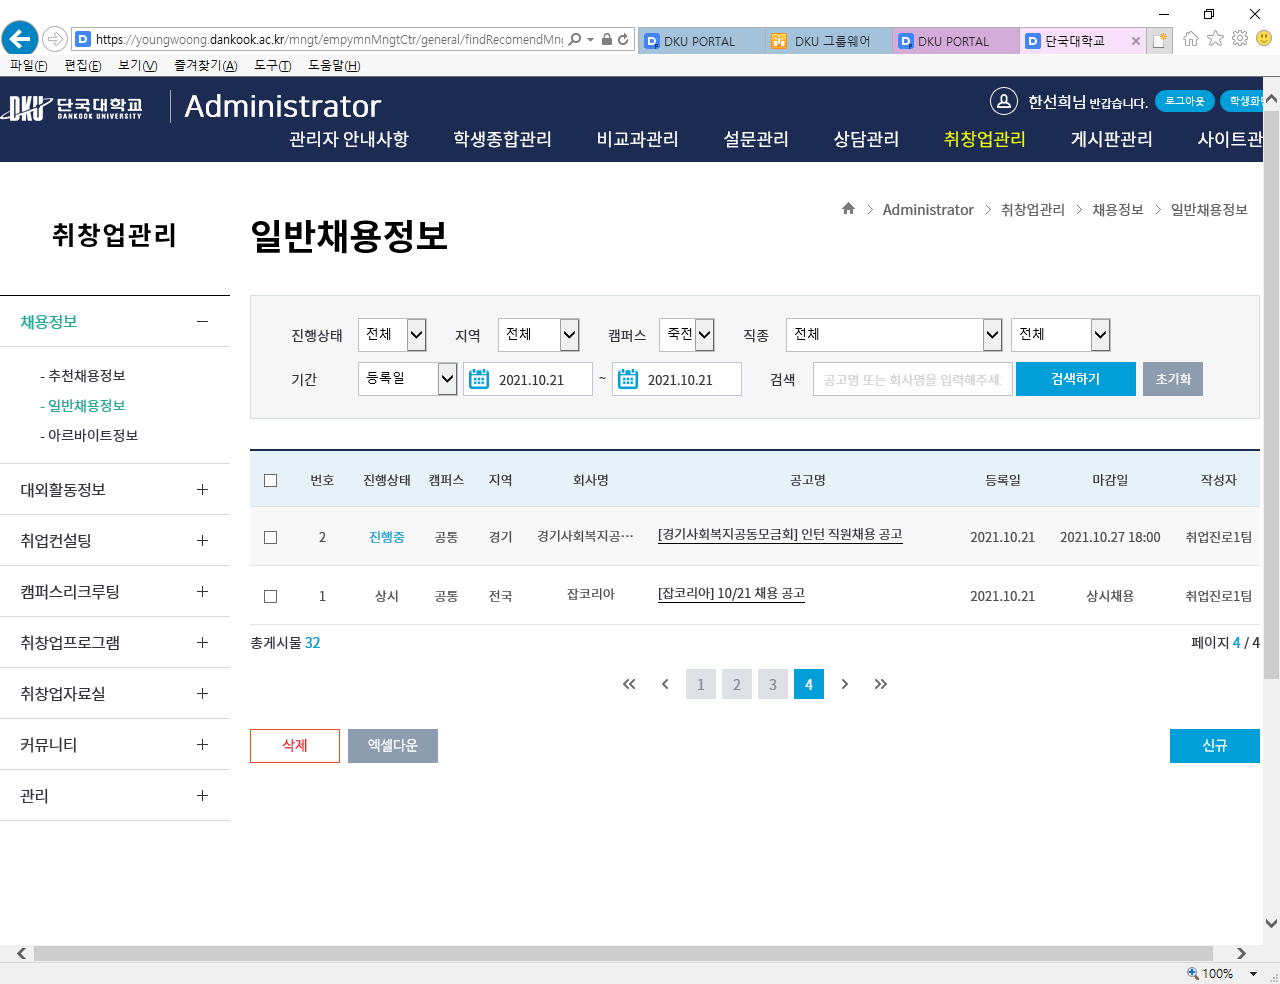 https://youngwoong.dankook.ac.kr/mngt/empymnMngtCtr/general/findRecomendMng
DKU PORTAL
DKU 그룹웨어
DKU PORTAL
단국대학교
파일(F) 편집(E) 보기(V) 즐겨찾기(A) 도구(T) 도움말(H)
DKU 단국대학교
DANKOOK UNIVERSITY
Administrator
한선희님 반갑습니다.
로그아웃
학생화면
관리자 안내사항 학생종합관리 비교과관리 설문관리 상담관리 취창업관리 게시판관리 사이트관
취창업관리
일반채용정보
Administrator > 취창업관리 > 채용정보 > 일반채용정보
채용정보
- 추천채용정보
- 일반채용정보
- 아르바이트정보
대외활동정보
취업컨설팅
캠퍼스리크루팅
취창업프로그램
취창업자료실
커뮤니티
관리
진행상태 전체 지역 전체 캠퍼스 죽전 직종 전체 전체
기간 등록일 2021.10.21 ~ 2021.10.21 검색 공고명 또는 회사명을 입력해주세: 검색하기 초기화
번호 진행상태 캠퍼스 지역 회사명 공고명 등록일 마감일 작성자
2 진행중 공통 경기 경기사회복지공… [경기사회복지공동모금회] 인턴 직원채용 공고 2021.10.21 2021.10.27 18:00 취업진로1팀
1 상시 공통 전국 잡코리아 [잡코리아] 10/21 채용 공고 2021.10.21 상시채용 취업진로1팀
총게시물 32
페이지 4 / 4
1 2 3 4
삭제 엑셀다운 신규
100%